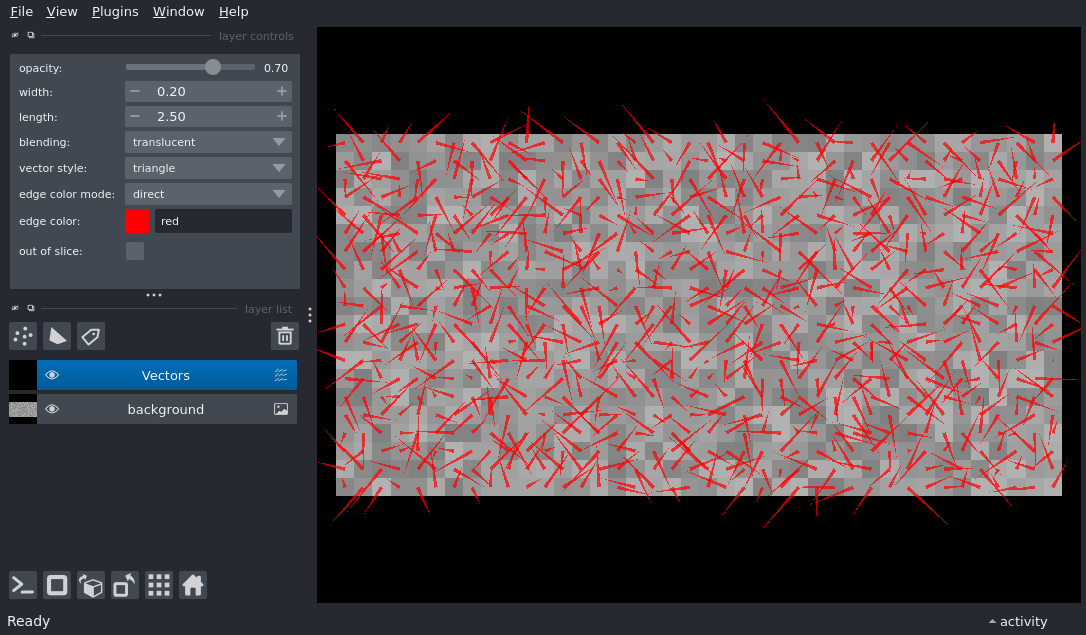 File View Plugins Window Help
layer controls
opacity: 0.70
width: − 0.20 +
length: − 2.50 +
blending: translucent
vector style: triangle
edge color mode: direct
edge color: red
out of slice:
layer list
Vectors
background
Ready
activity